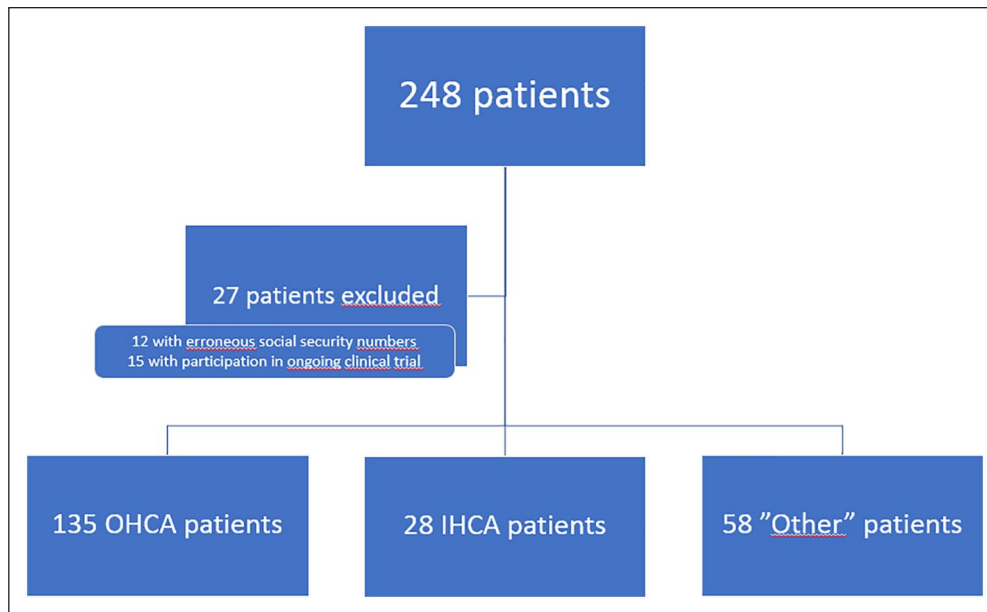 248 patients
27 patients excluded
12 with erroneous social security numbers
15 with participation in ongoing clinical trial
135 OHCA patients
28 IHCA patients
58 ”Other” patients